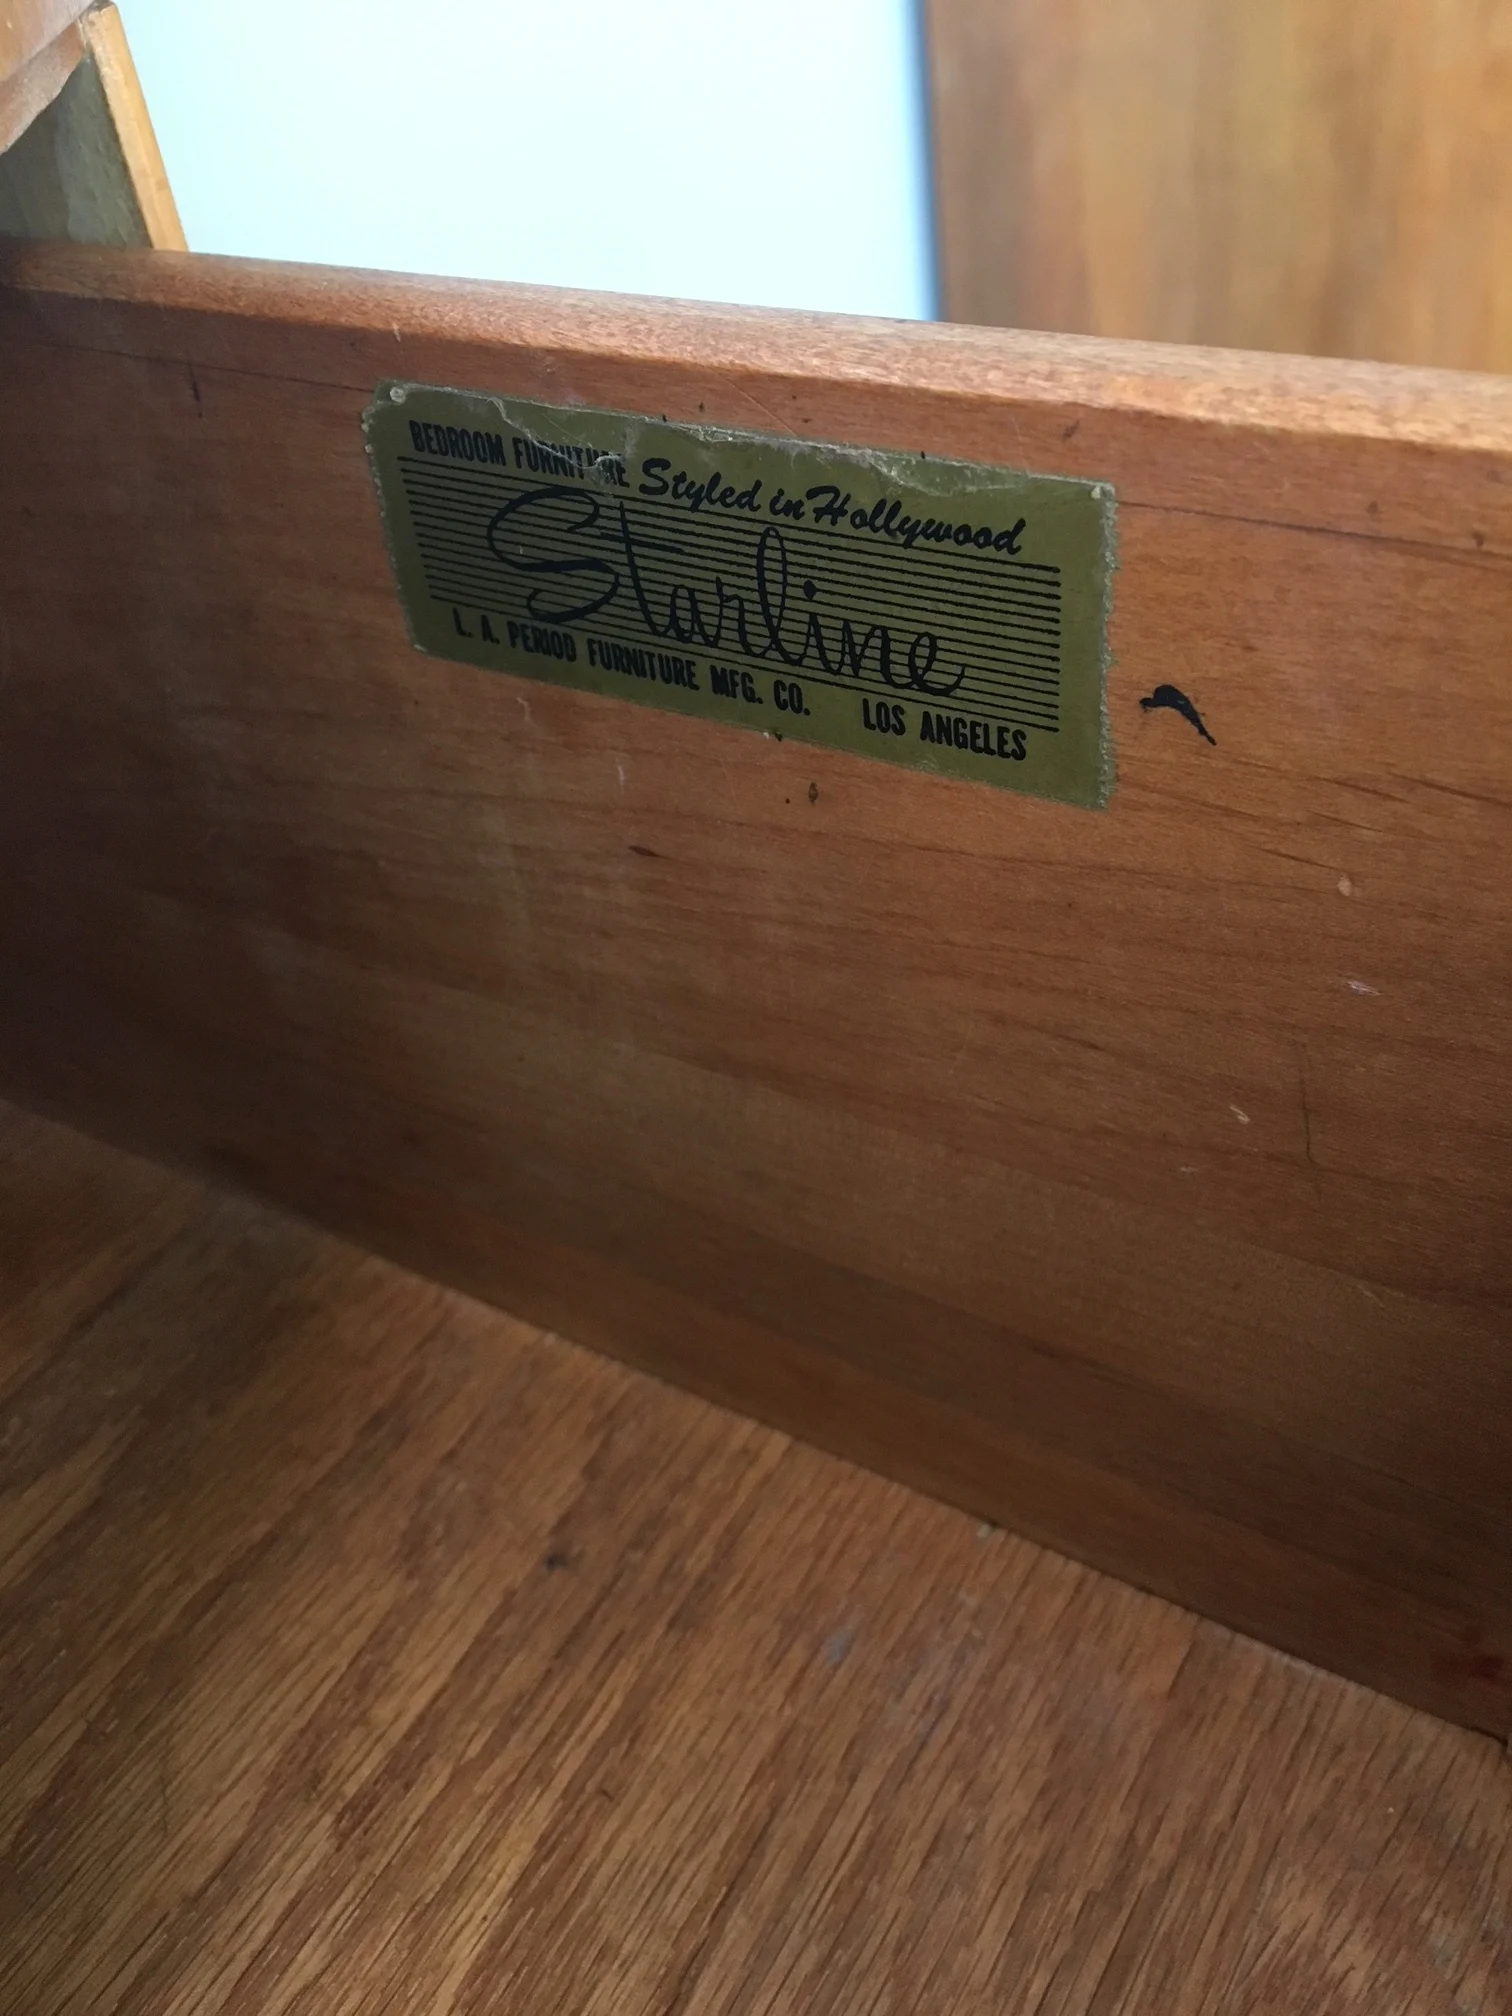 BEDROOM FURNITURE Styled in Hollywood
Starline
L. A. PERIOD FURNITURE MFG. CO. LOS ANGELES